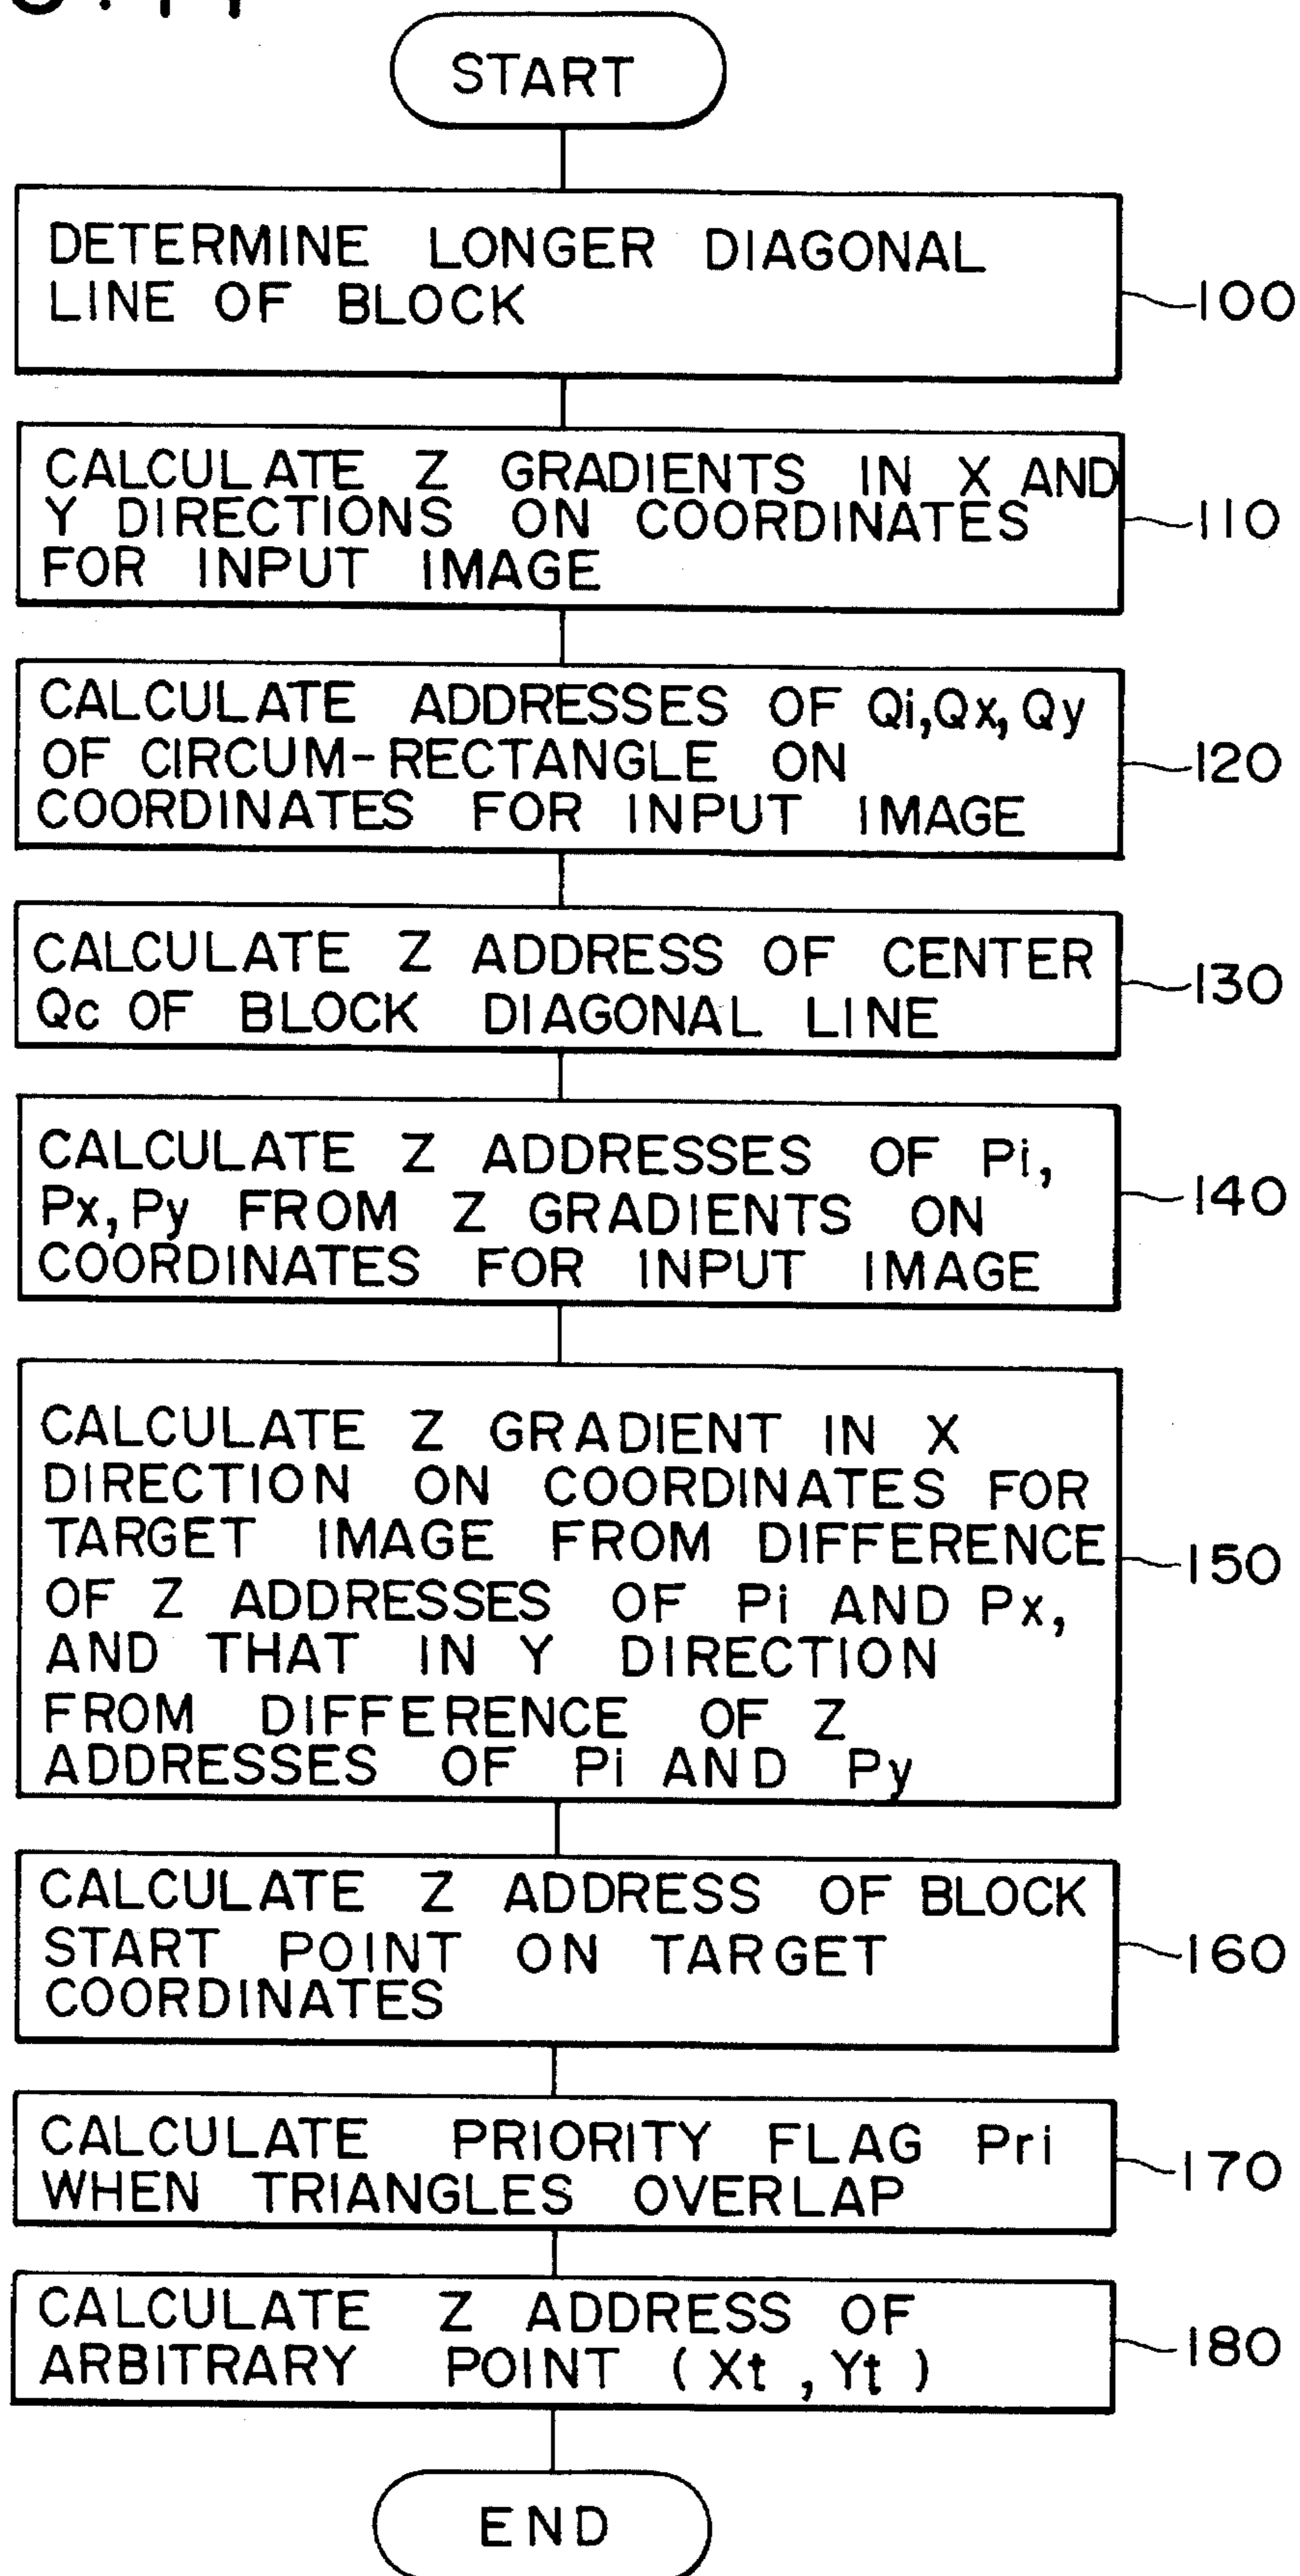 START
DETERMINE LONGER DIAGONAL
LINE OF BLOCK
100
CALCULATE Z GRADIENTS IN X AND
Y DIRECTIONS ON COORDINATES
FOR INPUT IMAGE
110
CALCULATE ADDRESSES OF Qi,Qx,Qy
OF CIRCUM-RECTANGLE ON
COORDINATES FOR INPUT IMAGE
120
CALCULATE Z ADDRESS OF CENTER
Qc OF BLOCK DIAGONAL LINE
130
CALCULATE Z ADDRESSES OF Pi,
Px,Py FROM Z GRADIENTS ON
COORDINATES FOR INPUT IMAGE
140
CALCULATE Z GRADIENT IN X
DIRECTION ON COORDINATES FOR
TARGET IMAGE FROM DIFFERENCE
OF Z ADDRESSES OF Pi AND Px,
AND THAT IN Y DIRECTION
FROM DIFFERENCE OF Z
ADDRESSES OF Pi AND Py
150
CALCULATE Z ADDRESS OF BLOCK
START POINT ON TARGET
COORDINATES
160
CALCULATE PRIORITY FLAG Pri
WHEN TRIANGLES OVERLAP
170
CALCULATE Z ADDRESS OF
ARBITRARY POINT (Xt,Yt)
180
END